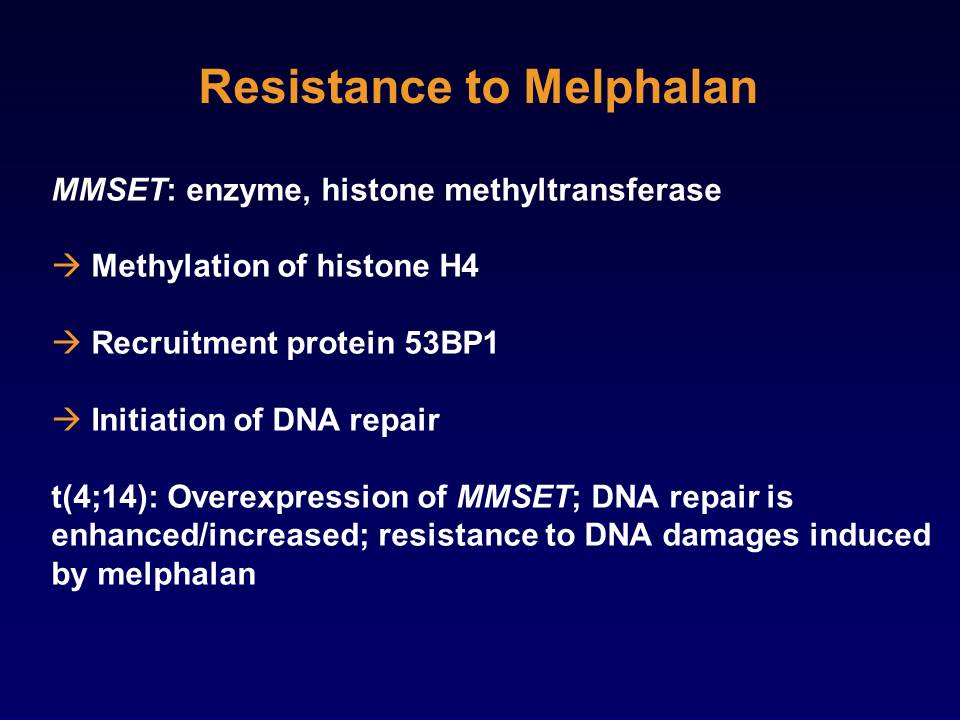 Resistance to Melphalan
MMSET: enzyme, histone methyltransferase
→ Methylation of histone H4
→ Recruitment protein 53BP1
→ Initiation of DNA repair
t(4;14): Overexpression of MMSET; DNA repair is
enhanced/increased; resistance to DNA damages induced
by melphalan